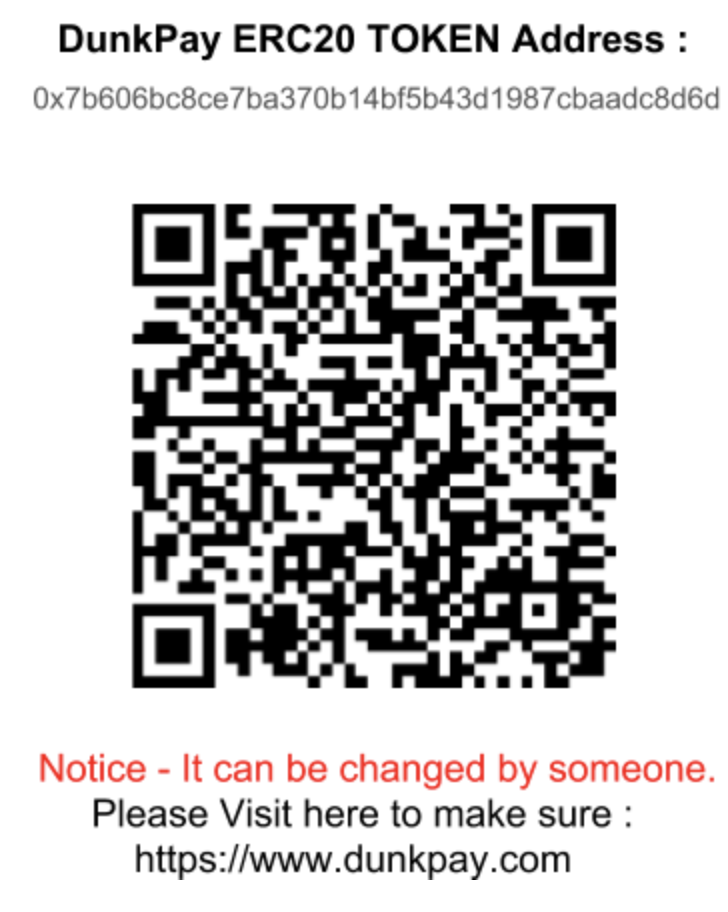 DunkPay ERC20 TOKEN Address :
0x7b606bc8ce7ba370b14bf5b43d1987cbaadc8d6d
Notice - It can be changed by someone.
Please Visit here to make sure :
https://www.dunkpay.com